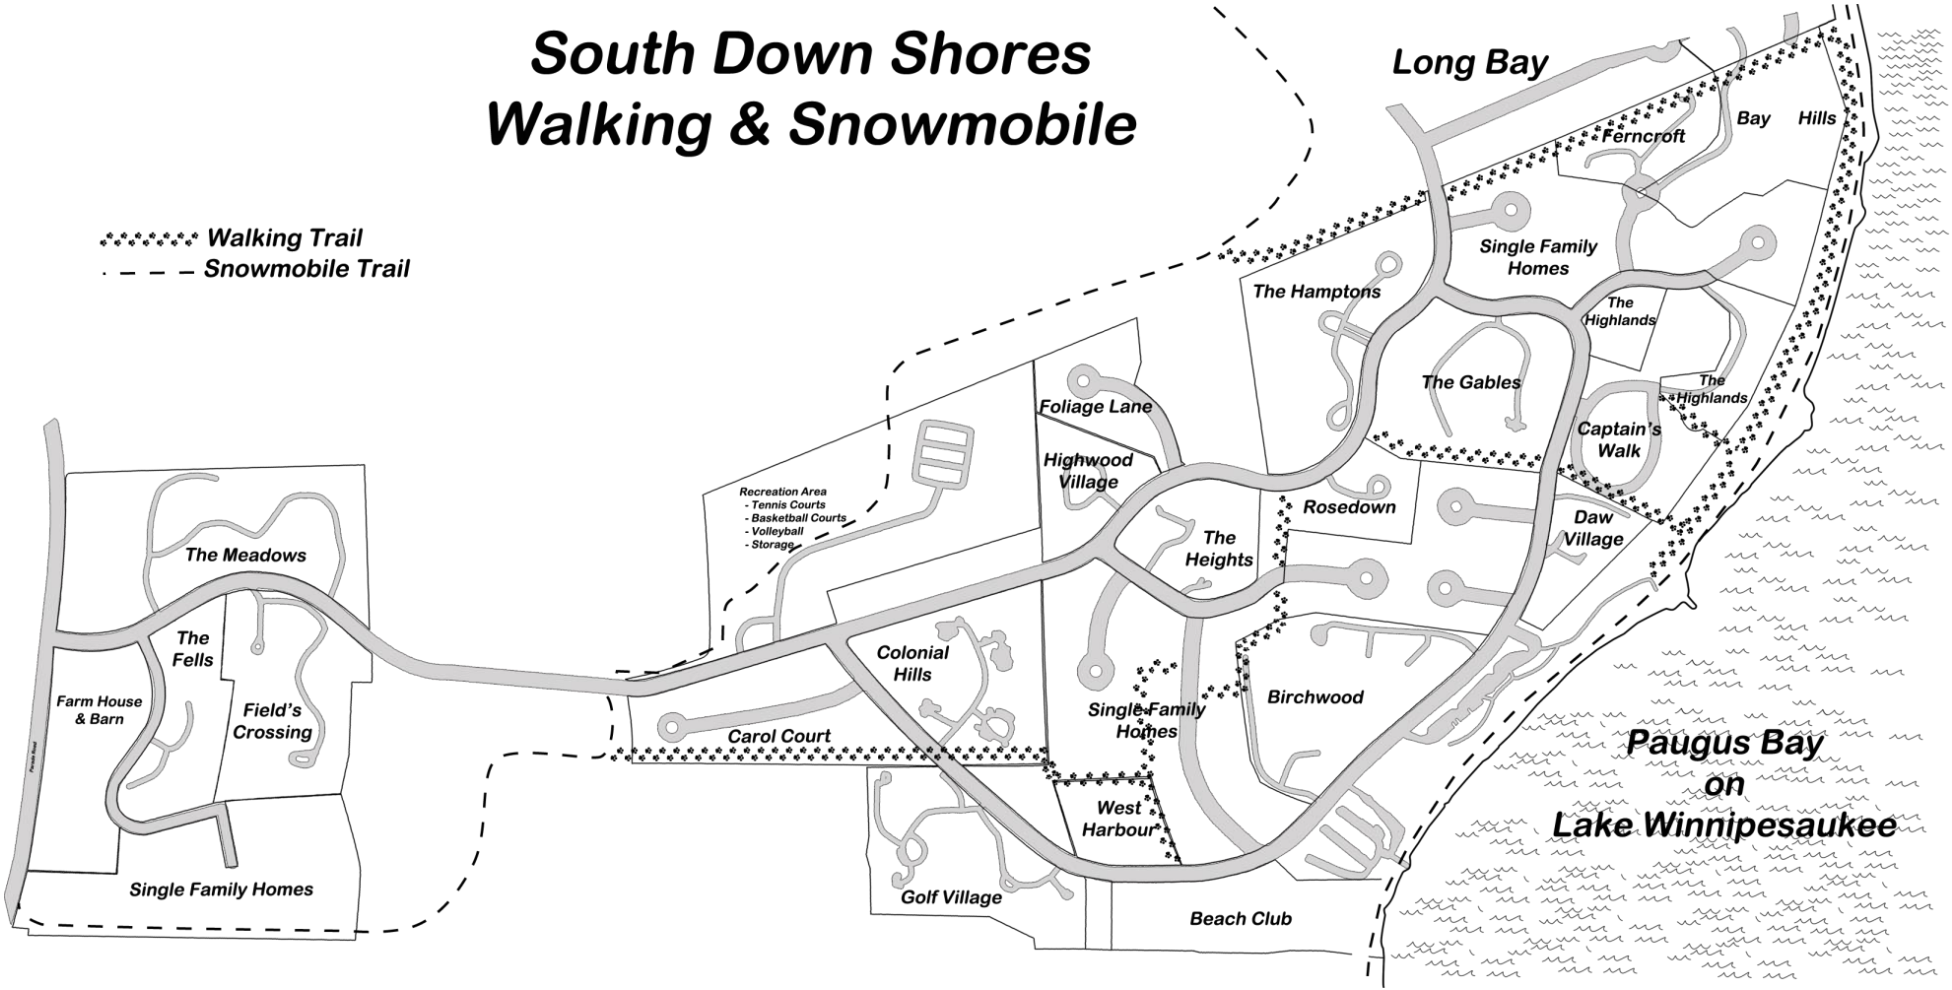 South Down Shores
Walking & Snowmobile
Long Bay
Walking Trail
Snowmobile Trail
Ferncroft
Bay Hills
Single Family
Homes
The Hamptons
The
Highlands
The Gables
The
Highlands
Foliage Lane
Captain's
Walk
Highwood
Village
Recreation Area
- Tennis Courts
- Basketball Courts
- Volleyball
- Storage
Rosedown
Daw
Village
The
Heights
The Meadows
The
Fells
Colonial
Hills
Farm House
& Barn
Field's
Crossing
Birchwood
Single Family
Homes
Carol Court
Parade Road
Paugus Bay
on
Lake Winnipesaukee
West
Harbour
Single Family Homes
Golf Village
Beach Club